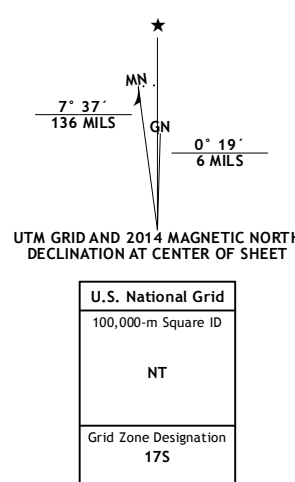 MN
7° 37´
136 MILS
GN
0° 19´
6 MILS
UTM GRID AND 2014 MAGNETIC NORTH
DECLINATION AT CENTER OF SHEET
U.S. National Grid
100,000-m Square ID
NT
Grid Zone Designation
17S